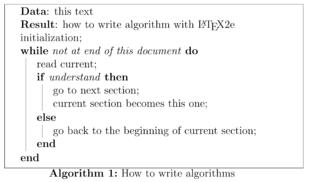 Data: this text
Result: how to write algorithm with LATEX2e
initialization;
while not at end of this document do
read current;
if understand then
go to next section;
current section becomes this one;
else
go back to the beginning of current section;
end
end
Algorithm 1: How to write algorithms